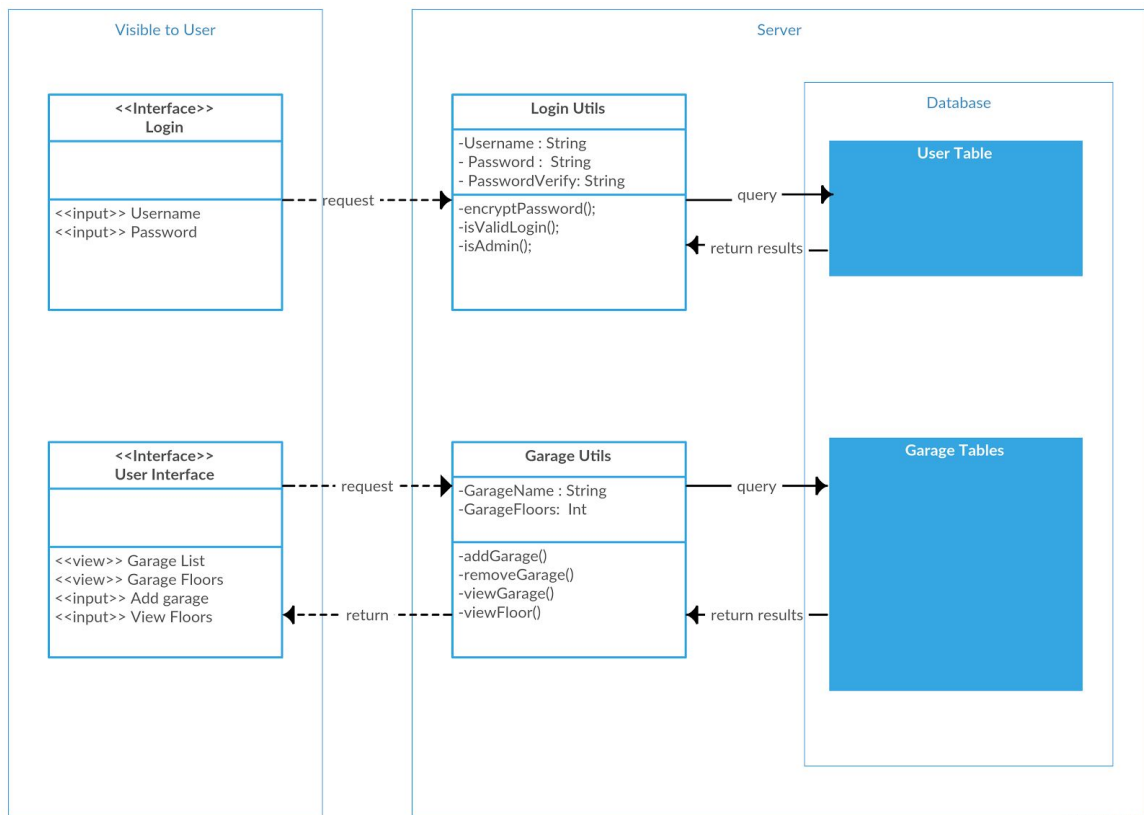 Visible to User
Server
Database
<<Interface>>
Login
<<input>> Username
<<input>> Password
request
Login Utils
-Username : String
- Password :  String
- PasswordVerify: String
-encryptPassword();
-isValidLogin();
-isAdmin();
query
return results
User Table
<<Interface>>
User Interface
<<view>> Garage List
<<view>> Garage Floors
<<input>> Add garage
<<input>> View Floors
request
return
Garage Utils
-GarageName : String
-GarageFloors:  Int
-addGarage()
-removeGarage()
-viewGarage()
-viewFloor()
query
return results
Garage Tables